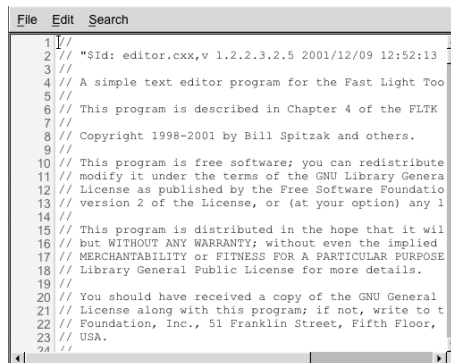 File Edit Search
1 //
2 // "$Id: editor.cxx,v 1.2.2.3.2.5 2001/12/09 12:52:13
3 //
4 // A simple text editor program for the Fast Light Too
5 //
6 // This program is described in Chapter 4 of the FLTK
7 //
8 // Copyright 1998-2001 by Bill Spitzak and others.
9 //
10 // This program is free software; you can redistribute
11 // modify it under the terms of the GNU Library Genera
12 // License as published by the Free Software Foundatio
13 // version 2 of the License, or (at your option) any l
14 //
15 // This program is distributed in the hope that it wil
16 // but WITHOUT ANY WARRANTY; without even the implied
17 // MERCHANTABILITY or FITNESS FOR A PARTICULAR PURPOSE
18 // Library General Public License for more details.
19 //
20 // You should have received a copy of the GNU General
21 // License along with this program; if not, write to t
22 // Foundation, Inc., 51 Franklin Street, Fifth Floor,
23 // USA.
24 //